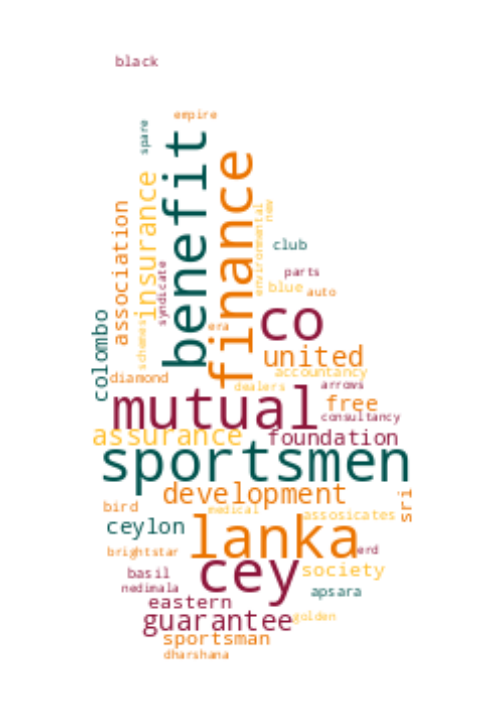 black
empire
spare
benefit
finance
insurance
association
environmental
new
club
syndicate
parts
blue
auto
colombo
schemes
era
co
united
accountancy
diamond
dealers
arrows
mutual
free
consultancy
assurance
foundation
sportsmen
development
sri
bird
medical
assosicates
ceylon
lanka
brightstar
erd
cey
society
basil
nedimala
apsara
eastern
guarantee
golden
sportsman
dharshana